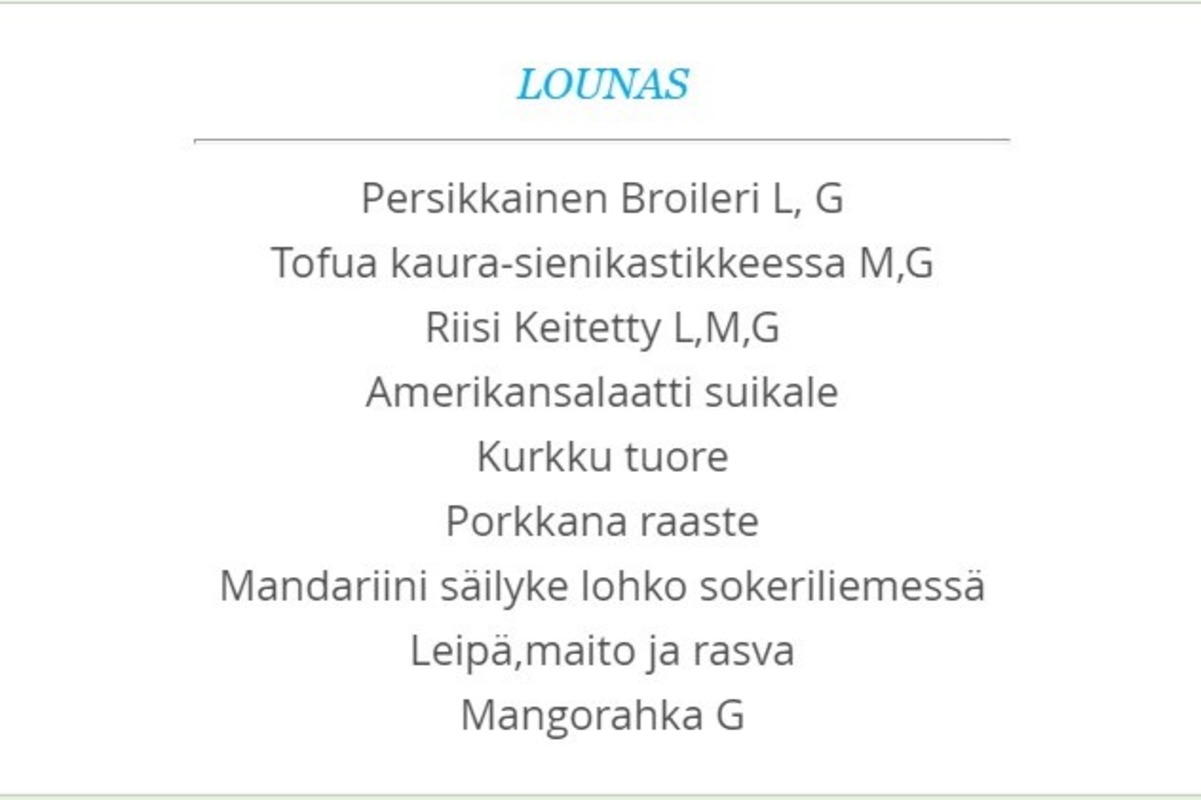 LOUNAS
Persikkainen Broileri L, G
Tofua kaura-sienikastikkeessa M,G
Riisi Keitetty L,M,G
Amerikansalaatti suikale
Kurkku tuore
Porkkana raaste
Mandariini säilyke lohko sokeriliemessä
Leipä,maito ja rasva
Mangorahka G